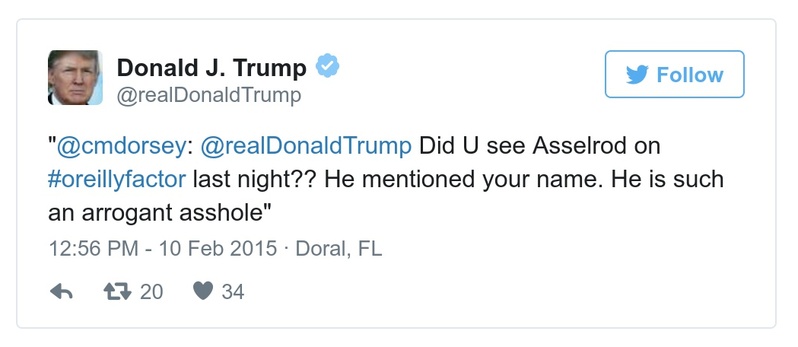 Donald J. Trump
@realDonaldTrump
Follow
"@cmdorsey: @realDonaldTrump Did U see Asselrod on
#oreillyfactor last night?? He mentioned your name. He is such
an arrogant asshole"
12:56 PM - 10 Feb 2015 · Doral, FL
20 34